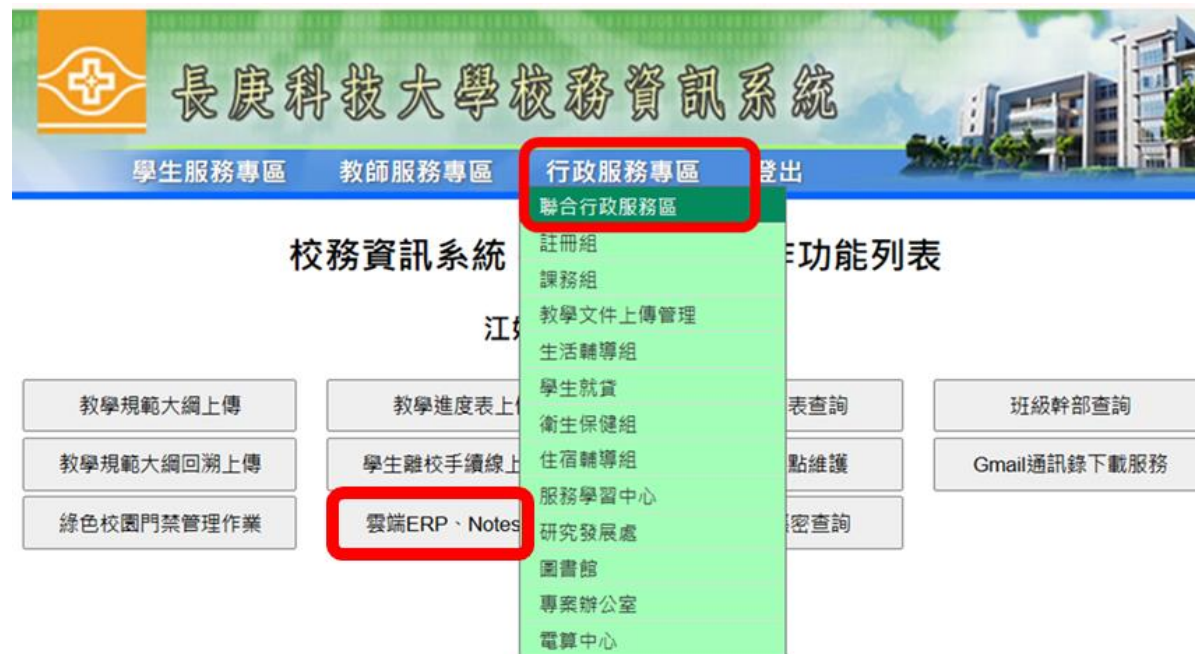 長庚科技大學校務資訊系統
學生服務專區 教師服務專區 行政服務專區 登出
聯合行政服務區
註冊組
課務組
教學文件上傳管理
生活輔導組
學生就貸
衛生保健組
住宿輔導組
服務學習中心
研究發展處
圖書館
專案辦公室
電算中心
校務資訊系統 作功能列表
江
教學規範大綱上傳 教學進度表上 表查詢 班級幹部查詢
教學規範大綱回溯上傳 學生離校手續線上 點維護 Gmail通訊錄下載服務
綠色校園門禁管理作業 雲端ERP、Notes 密查詢